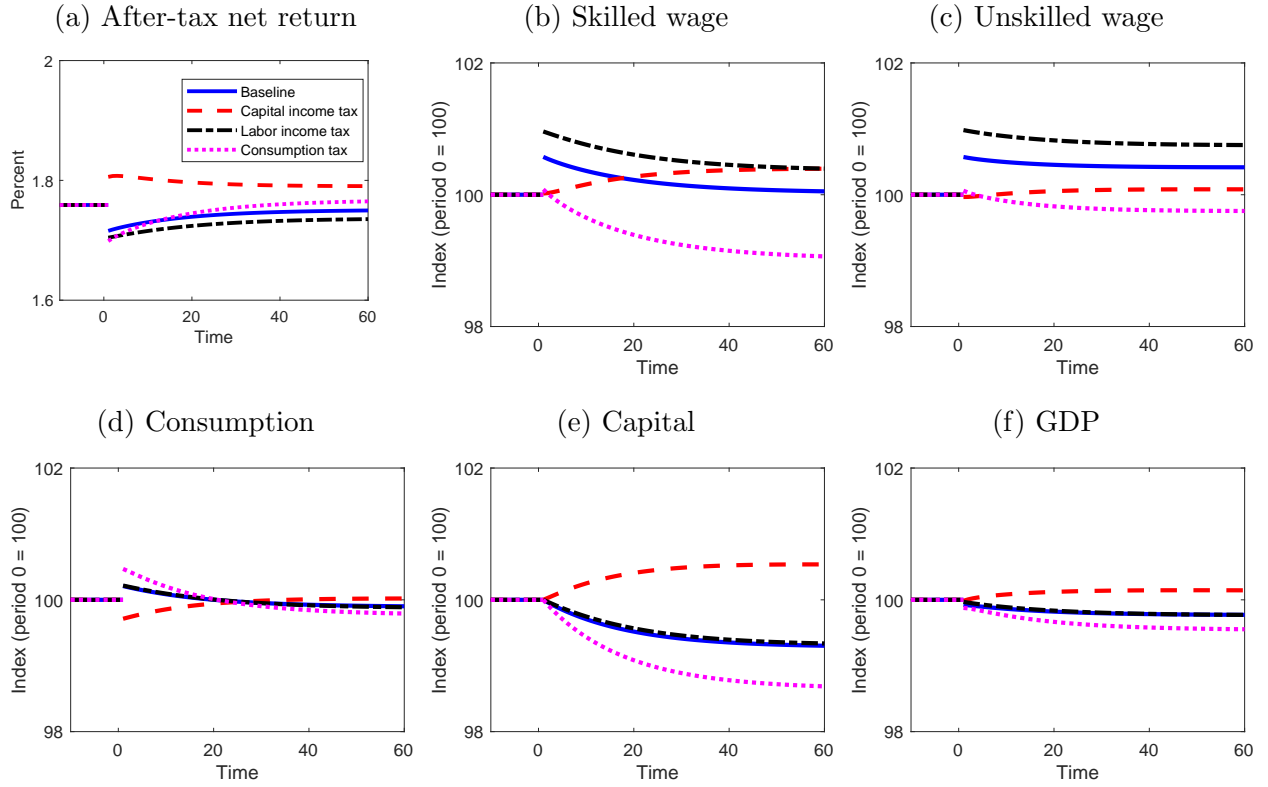 (a) After-tax net return
2
1.8
1.6
Percent
0 20 40 60
Time
Baseline
Capital income tax
Labor income tax
Consumption tax
(b) Skilled wage
102
100
98
Index (period 0 = 100)
0 20 40 60
Time
(c) Unskilled wage
102
100
98
Index (period 0 = 100)
0 20 40 60
Time
(d) Consumption
102
100
98
Index (period 0 = 100)
0 20 40 60
Time
(e) Capital
102
100
98
Index (period 0 = 100)
0 20 40 60
Time
(f) GDP
102
100
98
Index (period 0 = 100)
0 20 40 60
Time